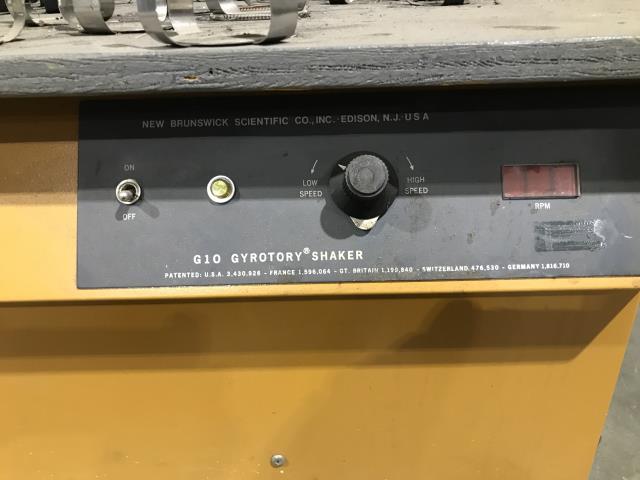 NEW BRUNSWICK SCIENTIFIC CO., INC. · EDISON, N.J. · U S A
ON
OFF
LOW SPEED
HIGH SPEED
RPM
G10 GYROTORY® SHAKER
PATENTED: U.S.A. 3,430,926 - FRANCE 1,596,064 - GT. BRITAIN 1,199,840 - SWITZERLAND 476,530 - GERMANY 1,816,710